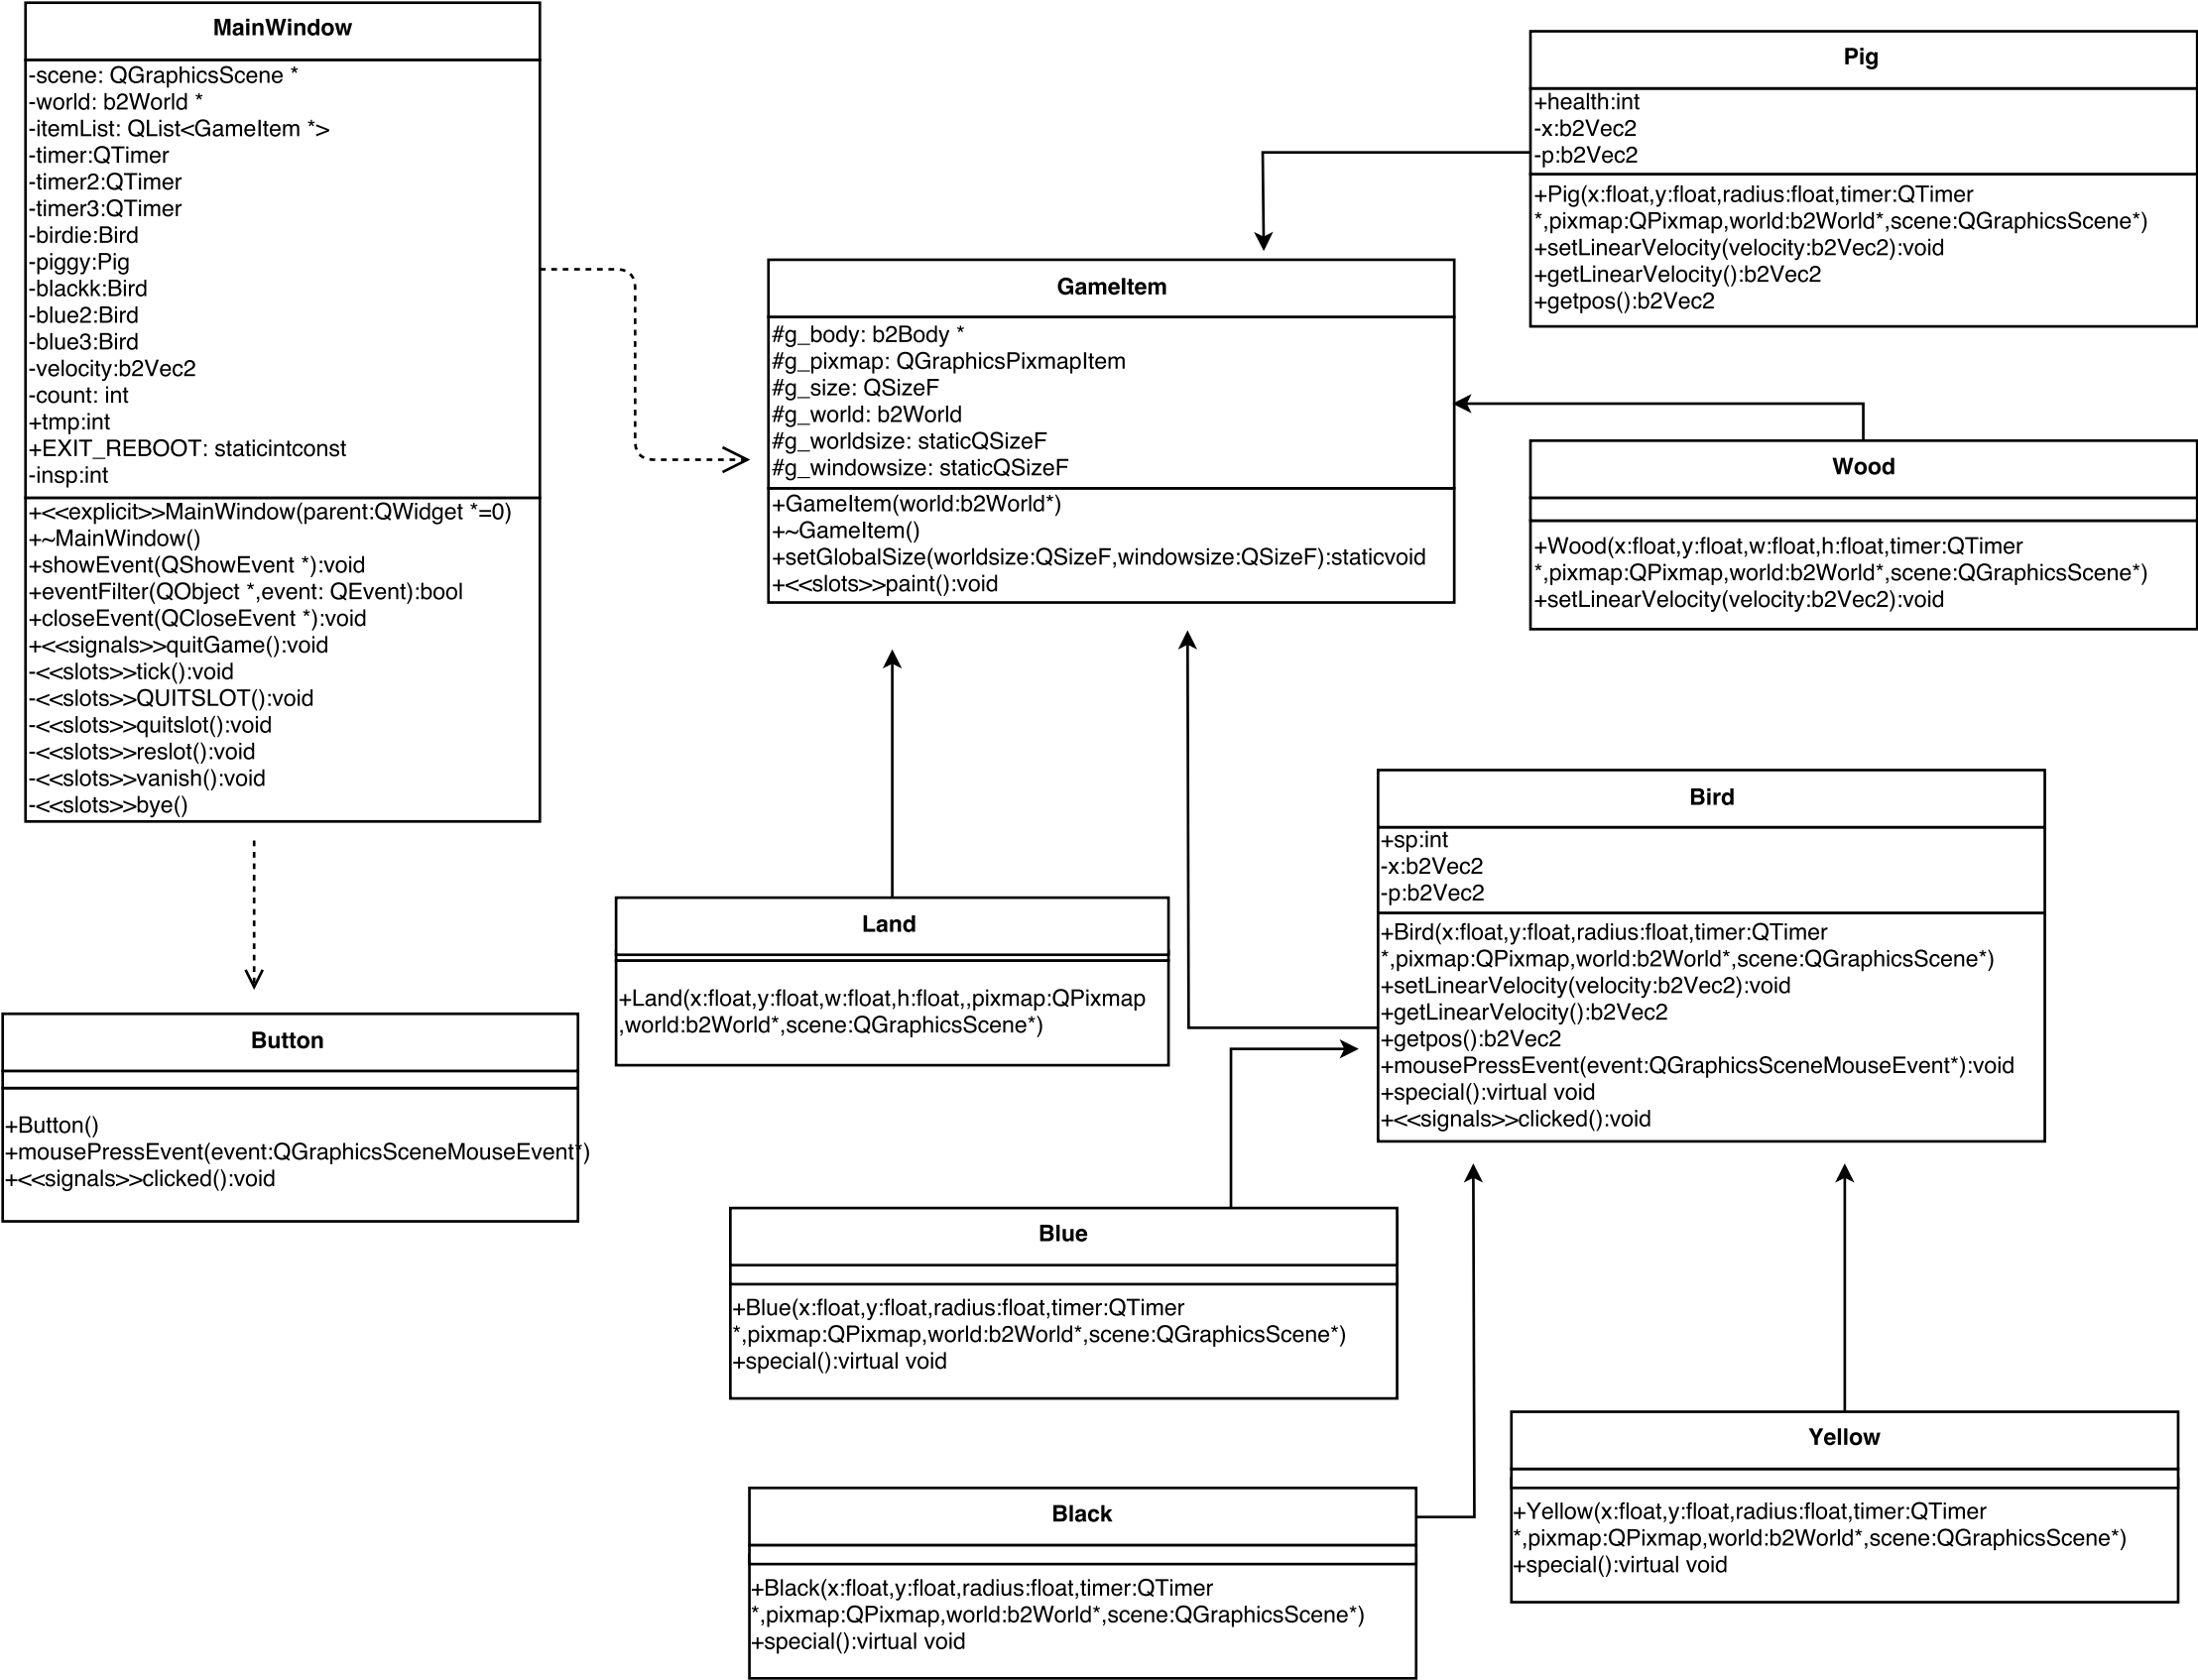 MainWindow
-scene: QGraphicsScene *
-world: b2World *
-itemList: QList<GameItem *>
-timer:QTimer
-timer2:QTimer
-timer3:QTimer
-birdie:Bird
-piggy:Pig
-blackk:Bird
-blue2:Bird
-blue3:Bird
-velocity:b2Vec2
-count: int
+tmp:int
+EXIT_REBOOT: staticintconst
-insp:int
+<<explicit>>MainWindow(parent:QWidget *=0)
+~MainWindow()
+showEvent(QShowEvent *):void
+eventFilter(QObject *,event: QEvent):bool
+closeEvent(QCloseEvent *):void
+<<signals>>quitGame():void
-<<slots>>tick():void
-<<slots>>QUITSLOT():void
-<<slots>>quitslot():void
-<<slots>>reslot():void
-<<slots>>vanish():void
-<<slots>>bye()
Pig
+health:int
-x:b2Vec2
-p:b2Vec2
+Pig(x:float,y:float,radius:float,timer:QTimer
*,pixmap:QPixmap,world:b2World*,scene:QGraphicsScene*)
+setLinearVelocity(velocity:b2Vec2):void
+getLinearVelocity():b2Vec2
+getpos():b2Vec2
GameItem
#g_body: b2Body *
#g_pixmap: QGraphicsPixmapItem
#g_size: QSizeF
#g_world: b2World
#g_worldsize: staticQSizeF
#g_windowsize: staticQSizeF
+GameItem(world:b2World*)
+~GameItem()
+setGlobalSize(worldsize:QSizeF,windowsize:QSizeF):staticvoid
+<<slots>>paint():void
Wood
+Wood(x:float,y:float,w:float,h:float,timer:QTimer
*,pixmap:QPixmap,world:b2World*,scene:QGraphicsScene*)
+setLinearVelocity(velocity:b2Vec2):void
Bird
+sp:int
-x:b2Vec2
-p:b2Vec2
+Bird(x:float,y:float,radius:float,timer:QTimer
*,pixmap:QPixmap,world:b2World*,scene:QGraphicsScene*)
+setLinearVelocity(velocity:b2Vec2):void
+getLinearVelocity():b2Vec2
+getpos():b2Vec2
+mousePressEvent(event:QGraphicsSceneMouseEvent*):void
+special():virtual void
+<<signals>>clicked():void
Land
+Land(x:float,y:float,w:float,h:float,,pixmap:QPixmap
,world:b2World*,scene:QGraphicsScene*)
Button
+Button()
+mousePressEvent(event:QGraphicsSceneMouseEvent*)
+<<signals>>clicked():void
Blue
+Blue(x:float,y:float,radius:float,timer:QTimer
*,pixmap:QPixmap,world:b2World*,scene:QGraphicsScene*)
+special():virtual void
Yellow
+Yellow(x:float,y:float,radius:float,timer:QTimer
*,pixmap:QPixmap,world:b2World*,scene:QGraphicsScene*)
+special():virtual void
Black
+Black(x:float,y:float,radius:float,timer:QTimer
*,pixmap:QPixmap,world:b2World*,scene:QGraphicsScene*)
+special():virtual void